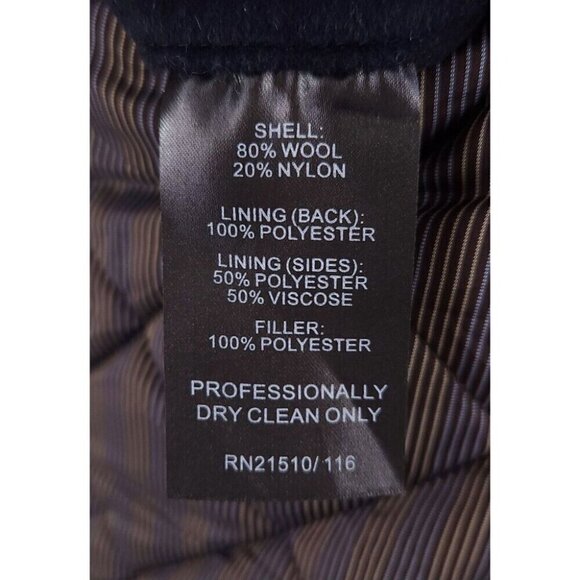 SHELL:
80% WOOL
20% NYLON
LINING (BACK):
100% POLYESTER
LINING (SIDES):
50% POLYESTER
50% VISCOSE
FILLER:
100% POLYESTER
PROFESSIONALLY
DRY CLEAN ONLY
RN21510/ 116